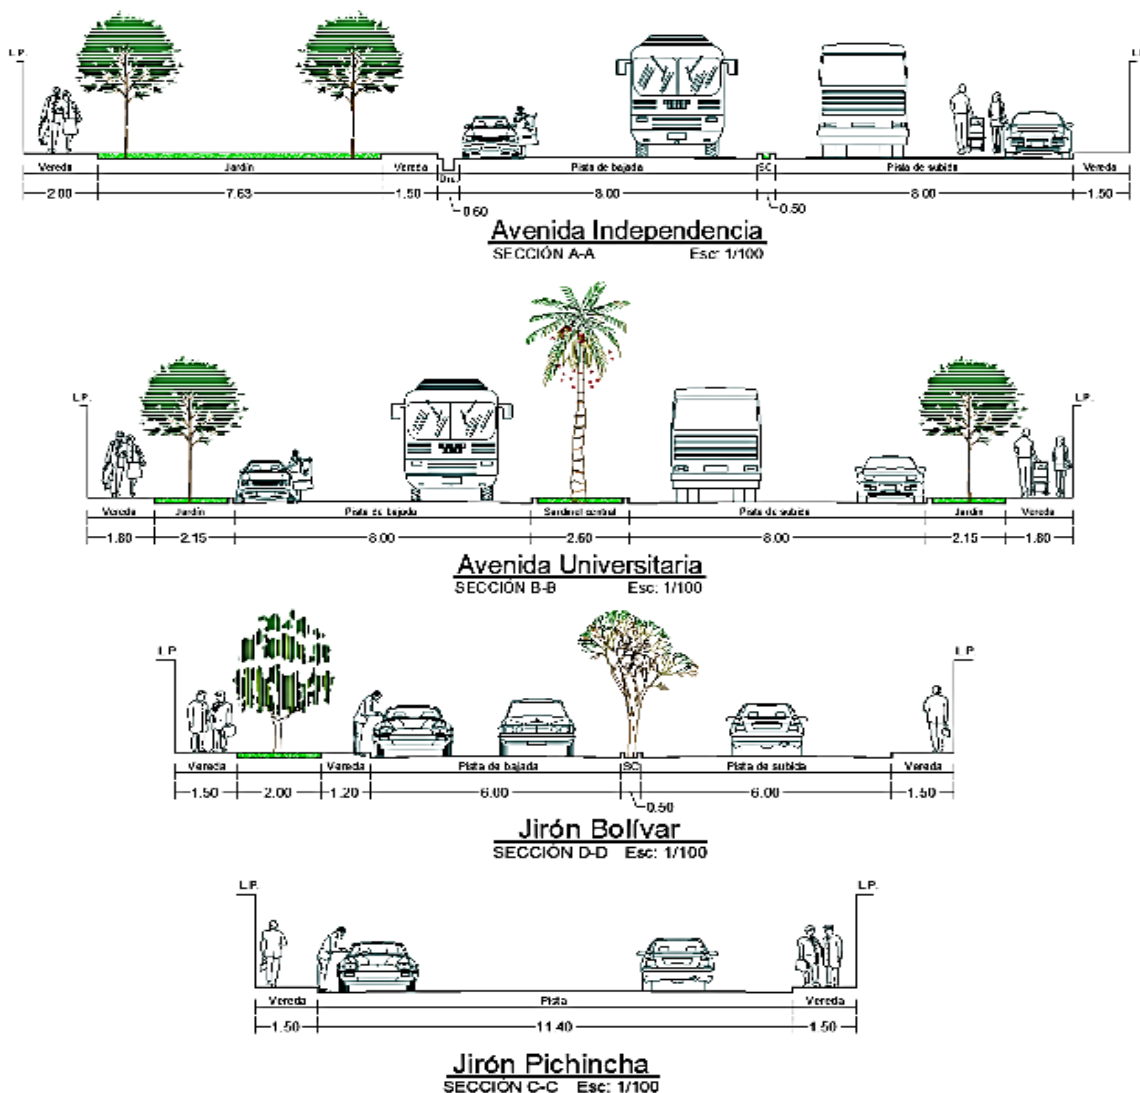 L.P.
L.P.
Vereda Jardín Vereda Pista de bajada SC Pista de subida Vereda
2.00 7.63 1.50 8.00 8.00 1.50
0.60 0.50
Avenida Independencia
SECCIÓN A-A Esc: 1/100
L.P. L.P.
Vereda Jardín Pista de bajada Sardinel central Pista de subida Jardín Vereda
1.80 2.15 8.00 2.60 8.00 2.15 1.80
Avenida Universitaria
SECCIÓN B-B Esc: 1/100
L.P. L.P.
Vereda Vereda Pista de bajada SC Pista de subida Vereda
1.50 2.00 1.20 6.00 6.00 1.50
0.50
Jirón Bolívar
SECCIÓN D-D Esc: 1/100
L.P. L.P.
Vereda Pista Vereda
1.50 11.40 1.50
Jirón Pichincha
SECCIÓN C-C Esc: 1/100